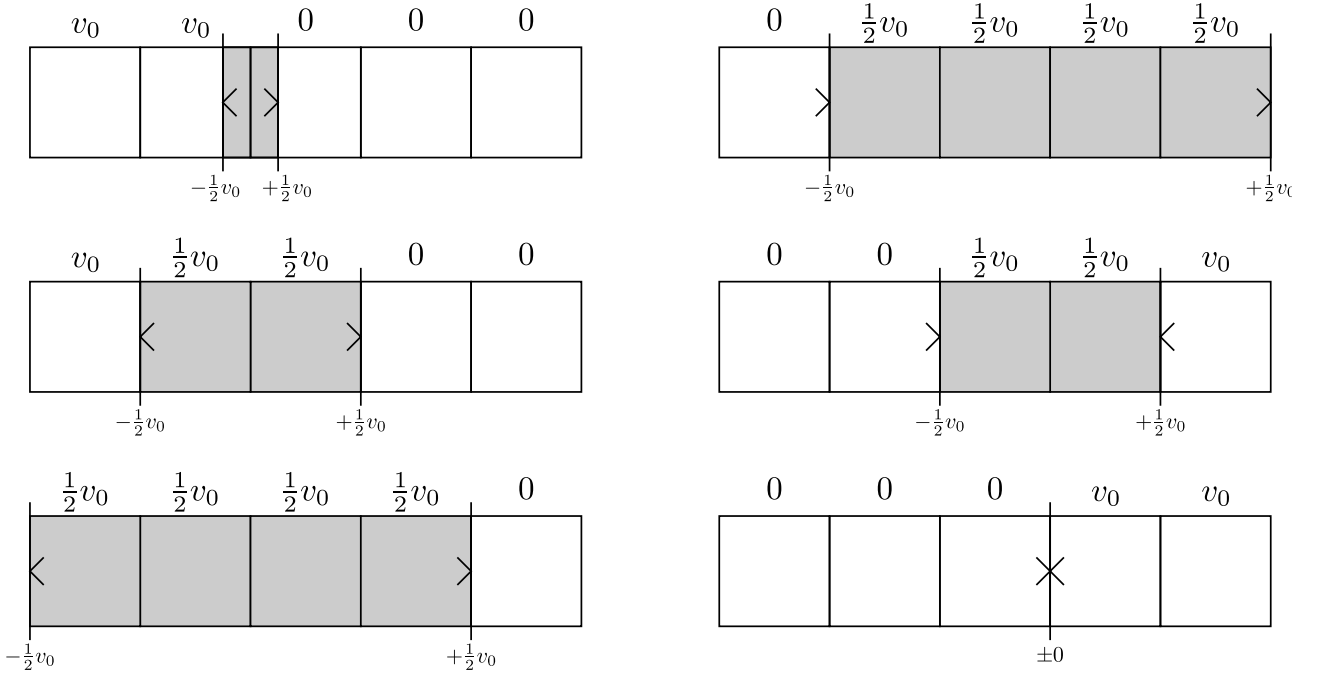 v₀ v₀ 0 0 0
-½v₀ +½v₀
v₀ ½v₀ ½v₀ 0 0
-½v₀ +½v₀
½v₀ ½v₀ ½v₀ ½v₀ 0
-½v₀ +½v₀
0 ½v₀ ½v₀ ½v₀ ½v₀
-½v₀ +½v₀
0 0 ½v₀ ½v₀ v₀
-½v₀ +½v₀
0 0 0 v₀ v₀
±0